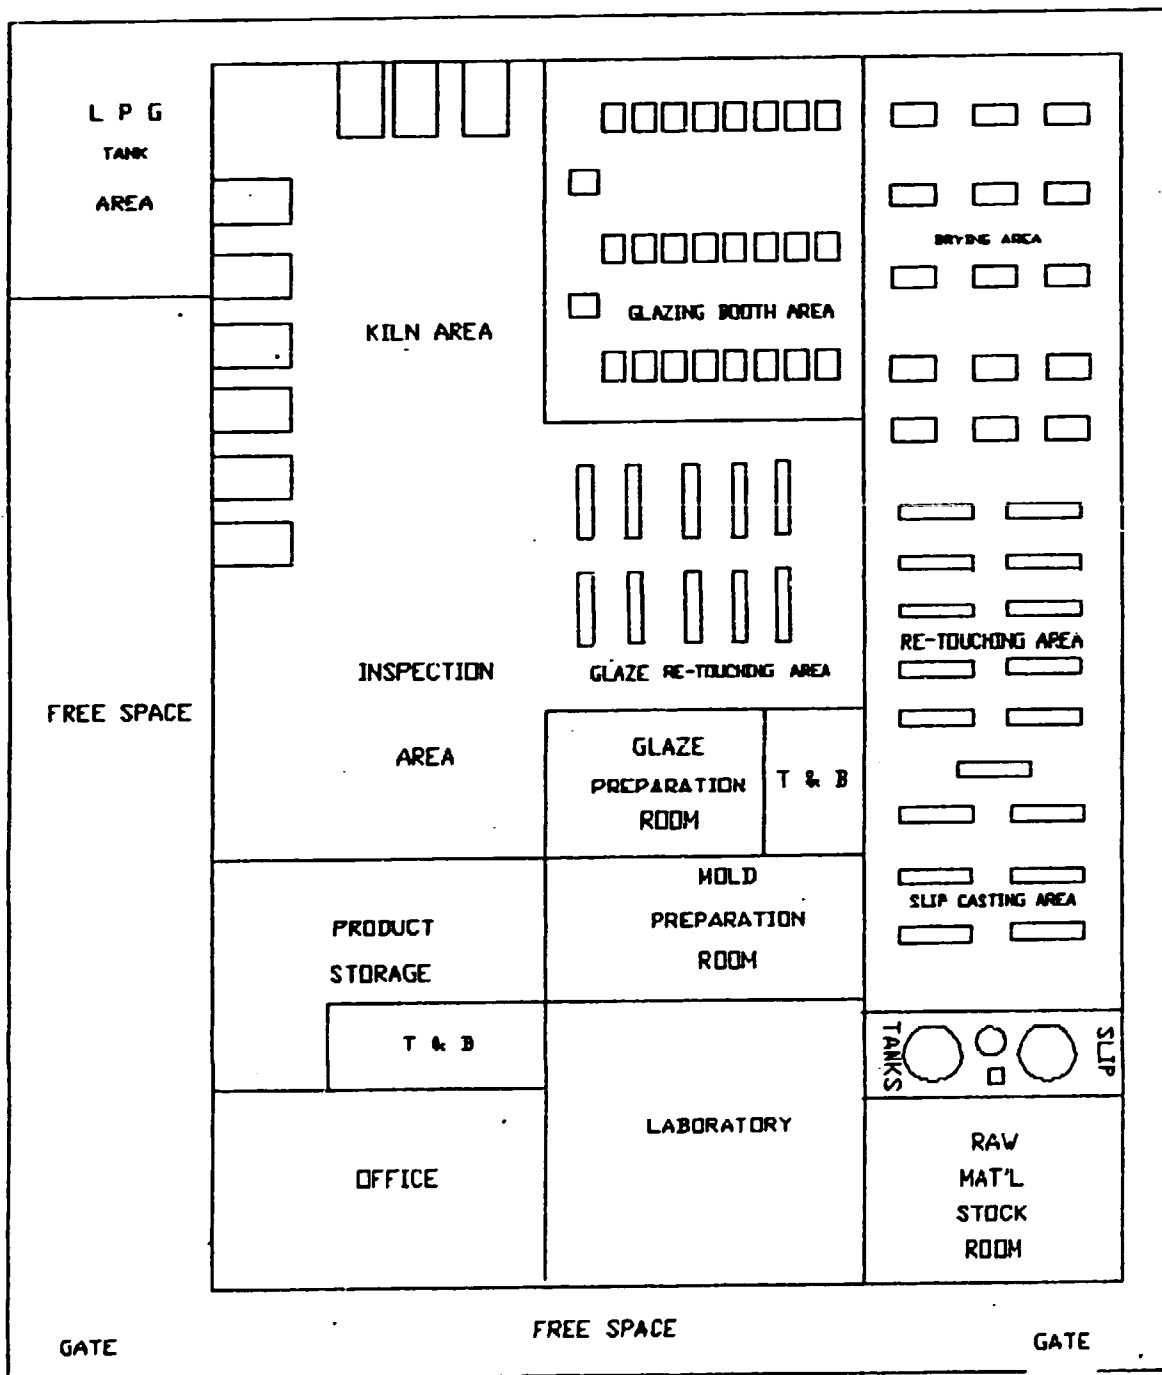 L P G
TANK
AREA
KILN AREA
GLAZING BOOTH AREA
DRYING AREA
RE-TOUCHING AREA
GLAZE RE-TOUCHING AREA
INSPECTION
AREA
FREE SPACE
GLAZE
PREPARATION
ROOM
T & B
MOLD
PREPARATION
ROOM
SLIP CASTING AREA
PRODUCT
STORAGE
T & B
TANKS
SLIP
LABORATORY
OFFICE
RAW
MAT'L
STOCK
ROOM
FREE SPACE
GATE
GATE